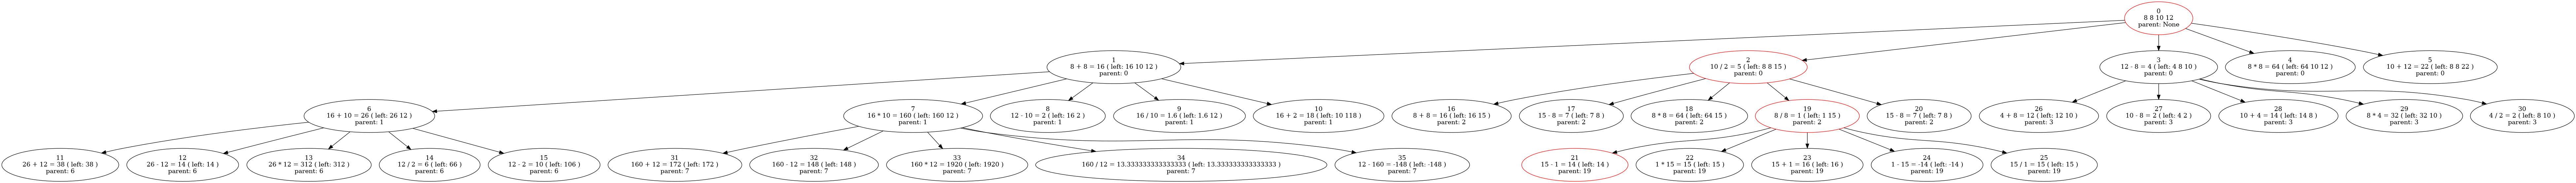 0
8 8 10 12
parent: None
1
8 + 8 = 16 ( left: 16 10 12 )
parent: 0
2
10 / 2 = 5 ( left: 8 8 15 )
parent: 0
3
12 - 8 = 4 ( left: 4 8 10 )
parent: 0
4
8 * 8 = 64 ( left: 64 10 12 )
parent: 0
5
10 + 12 = 22 ( left: 8 8 22 )
parent: 0
6
16 + 10 = 26 ( left: 26 12 )
parent: 1
7
16 * 10 = 160 ( left: 160 12 )
parent: 1
8
12 - 10 = 2 ( left: 16 2 )
parent: 1
9
16 / 10 = 1.6 ( left: 1.6 12 )
parent: 1
10
16 + 2 = 18 ( left: 10 118 )
parent: 1
16
8 + 8 = 16 ( left: 16 15 )
parent: 2
17
15 - 8 = 7 ( left: 7 8 )
parent: 2
18
8 * 8 = 64 ( left: 64 15 )
parent: 2
19
8 / 8 = 1 ( left: 1 15 )
parent: 2
20
15 - 8 = 7 ( left: 7 8 )
parent: 2
26
4 + 8 = 12 ( left: 12 10 )
parent: 3
27
10 - 8 = 2 ( left: 4 2 )
parent: 3
28
10 + 4 = 14 ( left: 14 8 )
parent: 3
29
8 * 4 = 32 ( left: 32 10 )
parent: 3
30
4 / 2 = 2 ( left: 8 10 )
parent: 3
11
26 + 12 = 38 ( left: 38 )
parent: 6
12
26 - 12 = 14 ( left: 14 )
parent: 6
13
26 * 12 = 312 ( left: 312 )
parent: 6
14
12 / 2 = 6 ( left: 66 )
parent: 6
15
12 - 2 = 10 ( left: 106 )
parent: 6
31
160 + 12 = 172 ( left: 172 )
parent: 7
32
160 - 12 = 148 ( left: 148 )
parent: 7
33
160 * 12 = 1920 ( left: 1920 )
parent: 7
34
160 / 12 = 13.333333333333333 ( left: 13.333333333333333 )
parent: 7
35
12 - 160 = -148 ( left: -148 )
parent: 7
21
15 - 1 = 14 ( left: 14 )
parent: 19
22
1 * 15 = 15 ( left: 15 )
parent: 19
23
15 + 1 = 16 ( left: 16 )
parent: 19
24
1 - 15 = -14 ( left: -14 )
parent: 19
25
15 / 1 = 15 ( left: 15 )
parent: 19